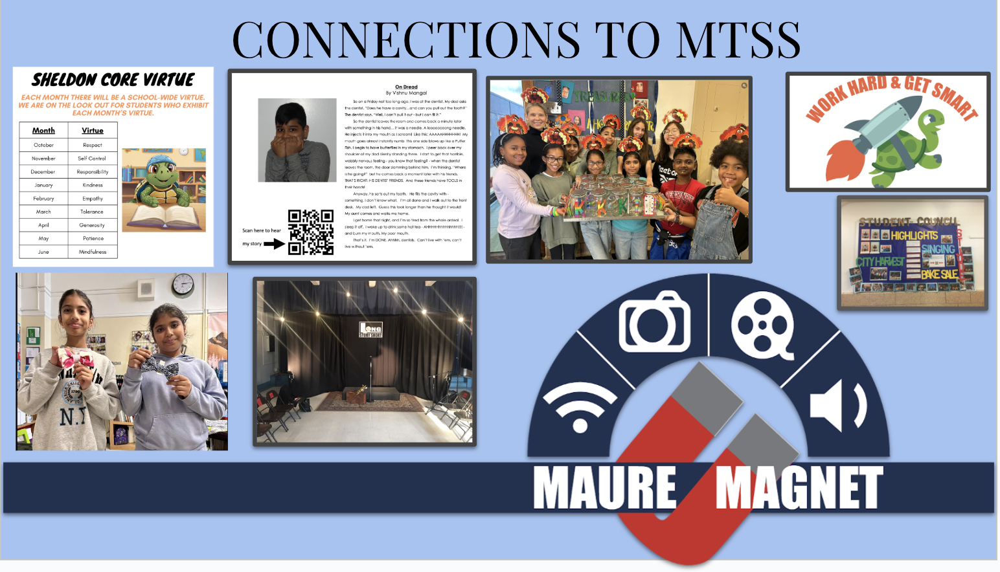 CONNECTIONS TO MTSS
SHELDON CORE VIRTUE
EACH MONTH THERE WILL BE A SCHOOL-WIDE VIRTUE.
WE ARE ON THE LOOK OUT FOR STUDENTS WHO EXHIBIT
EACH MONTH'S VIRTUE.
Month Virtue
October Respect
November Self Control
December Responsibility
January Kindness
February Empathy
March Tolerance
April Generosity
May Patience
June Mindfulness
On Dread
By Vishnu Mangal
So on a Friday not too long ago, I was at the dentist. My dad asks
the dentist, "Does he have a cavity...and can you pull out the tooth?"
The dentist says, "Well, I can't pull it out - but I can fill it."
So the dentist leaves the room and comes back a minute later
with something in his hand... it was a needle. A looooooong needle.
He injects it into my mouth as I scream! Like this: AAAAAHHHHHH! My
mouth goes almost instantly numb. This one side blows up like a Puffer
Fish. I begin to have butterflies in my stomach. I peer back over my
shoulder at my dad silently standing there. I start to get that horrible,
wobbly nervous feeling - you know that feeling! - when the dentist
leaves the room, the door slamming behind him. I'm thinking, "Where
is he going?" but he comes back a moment later with his friends.
THAT'S RIGHT: HIS DENTIST FRIENDS. And these friends have TOOLS in
their hands!
Anyway, he sorts out my tooth. He fills the cavity with -
something, I don't know what. I'm all done and I walk out to the front
desk. My dad left. Guess this took longer than he thought it would!
My aunt comes and walks me home.
I get home that night, and I'm so tired from the whole ordeal. I
sleep it off. I wake up to drink some hot tea -
and burn my mouth. My poor mouth.
That's it. I'm DONE. Ahhhh, dentists. Can't live with 'em, can't
live without 'em.
Scan here to hear
my story
TREASURE
WORK HARD & GET SMART
STUDENT COUNCIL
HIGHLIGHTS
SINGING
CITY HARVEST
BAKE SALE
LONG
STORY SHORT
1790
N.Y
MAURE MAGNET